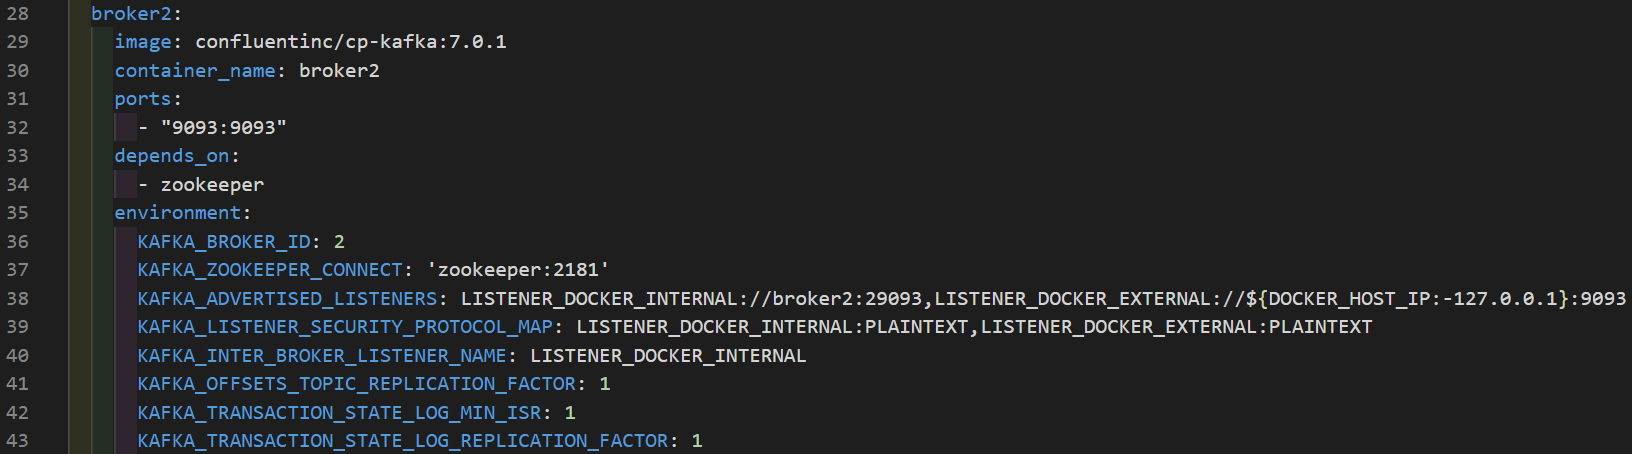 28 broker2:
29 image: confluentinc/cp-kafka:7.0.1
30 container_name: broker2
31 ports:
32 - "9093:9093"
33 depends_on:
34 - zookeeper
35 environment:
36 KAFKA_BROKER_ID: 2
37 KAFKA_ZOOKEEPER_CONNECT: 'zookeeper:2181'
38 KAFKA_ADVERTISED_LISTENERS: LISTENER_DOCKER_INTERNAL://broker2:29093,LISTENER_DOCKER_EXTERNAL://${DOCKER_HOST_IP:-127.0.0.1}:9093
39 KAFKA_LISTENER_SECURITY_PROTOCOL_MAP: LISTENER_DOCKER_INTERNAL:PLAINTEXT,LISTENER_DOCKER_EXTERNAL:PLAINTEXT
40 KAFKA_INTER_BROKER_LISTENER_NAME: LISTENER_DOCKER_INTERNAL
41 KAFKA_OFFSETS_TOPIC_REPLICATION_FACTOR: 1
42 KAFKA_TRANSACTION_STATE_LOG_MIN_ISR: 1
43 KAFKA_TRANSACTION_STATE_LOG_REPLICATION_FACTOR: 1